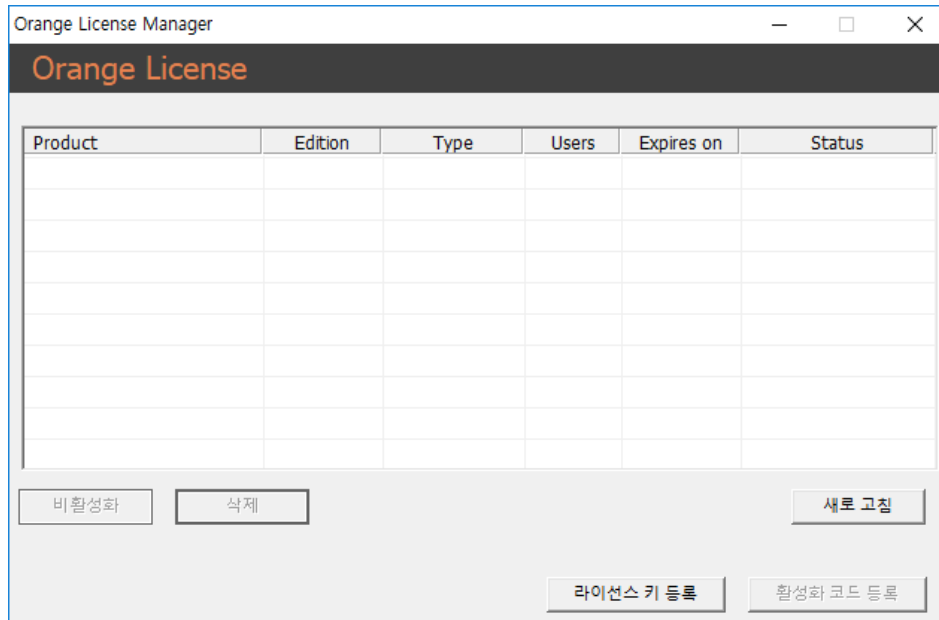 Orange License Manager
Orange License
Product Edition Type Users Expires on Status
비활성화 삭제 새로 고침
라이선스 키 등록 활성화 코드 등록